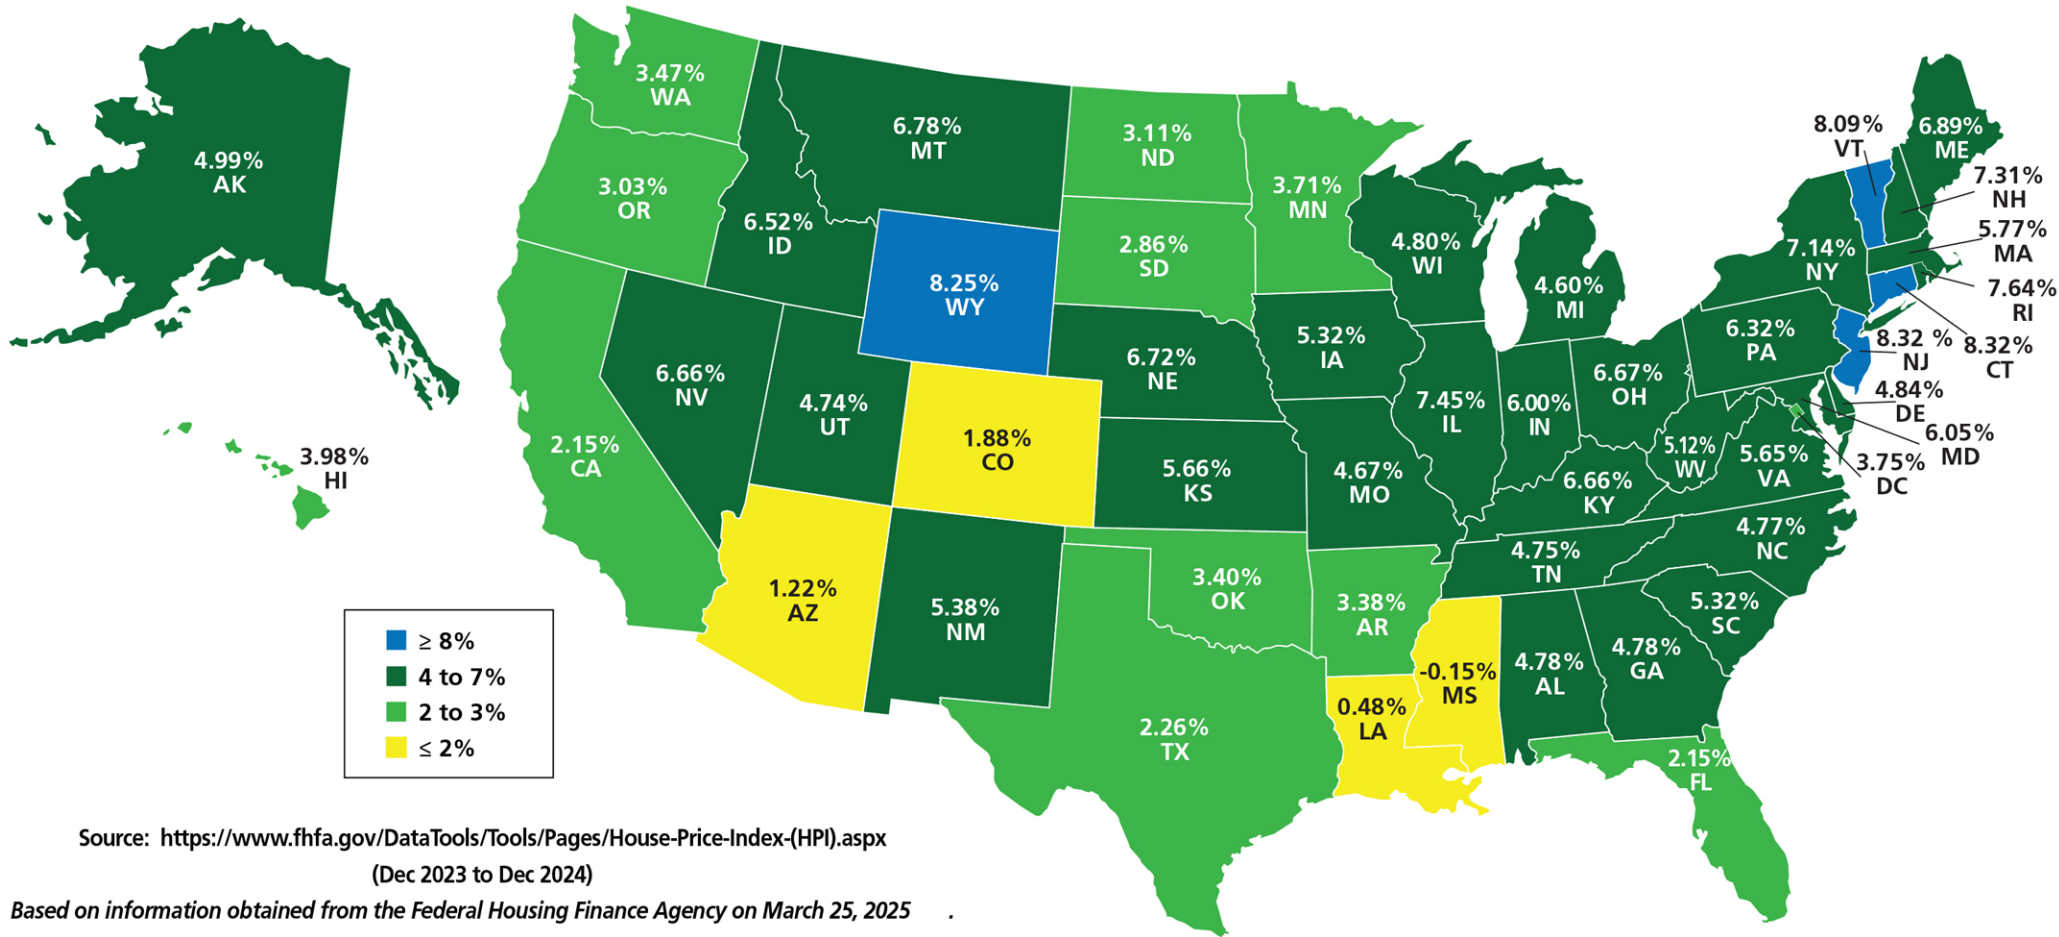 4.99%
AK
3.98%
HI
3.47%
WA
3.03%
OR
2.15%
CA
6.52%
ID
6.66%
NV
6.78%
MT
8.25%
WY
4.74%
UT
1.88%
CO
1.22%
AZ
5.38%
NM
3.11%
ND
2.86%
SD
6.72%
NE
5.66%
KS
3.40%
OK
2.26%
TX
3.71%
MN
5.32%
IA
4.67%
MO
3.38%
AR
0.48%
LA
4.80%
WI
7.45%
IL
4.60%
MI
6.00%
IN
6.67%
OH
6.66%
KY
4.75%
TN
-0.15%
MS
4.78%
AL
4.78%
GA
2.15%
FL
5.32%
SC
4.77%
NC
5.65%
VA
5.12%
WV
6.32%
PA
7.14%
NY
8.09%
VT
6.89%
ME
7.31%
NH
5.77%
MA
7.64%
RI
8.32%
CT
8.32 %
NJ
4.84%
DE
6.05%
MD
3.75%
DC
≥ 8%
4 to 7%
2 to 3%
≤ 2%
Source: https://www.fhfa.gov/DataTools/Tools/Pages/House-Price-Index-(HPI).aspx
(Dec 2023 to Dec 2024)
Based on information obtained from the Federal Housing Finance Agency on March 25, 2025 .